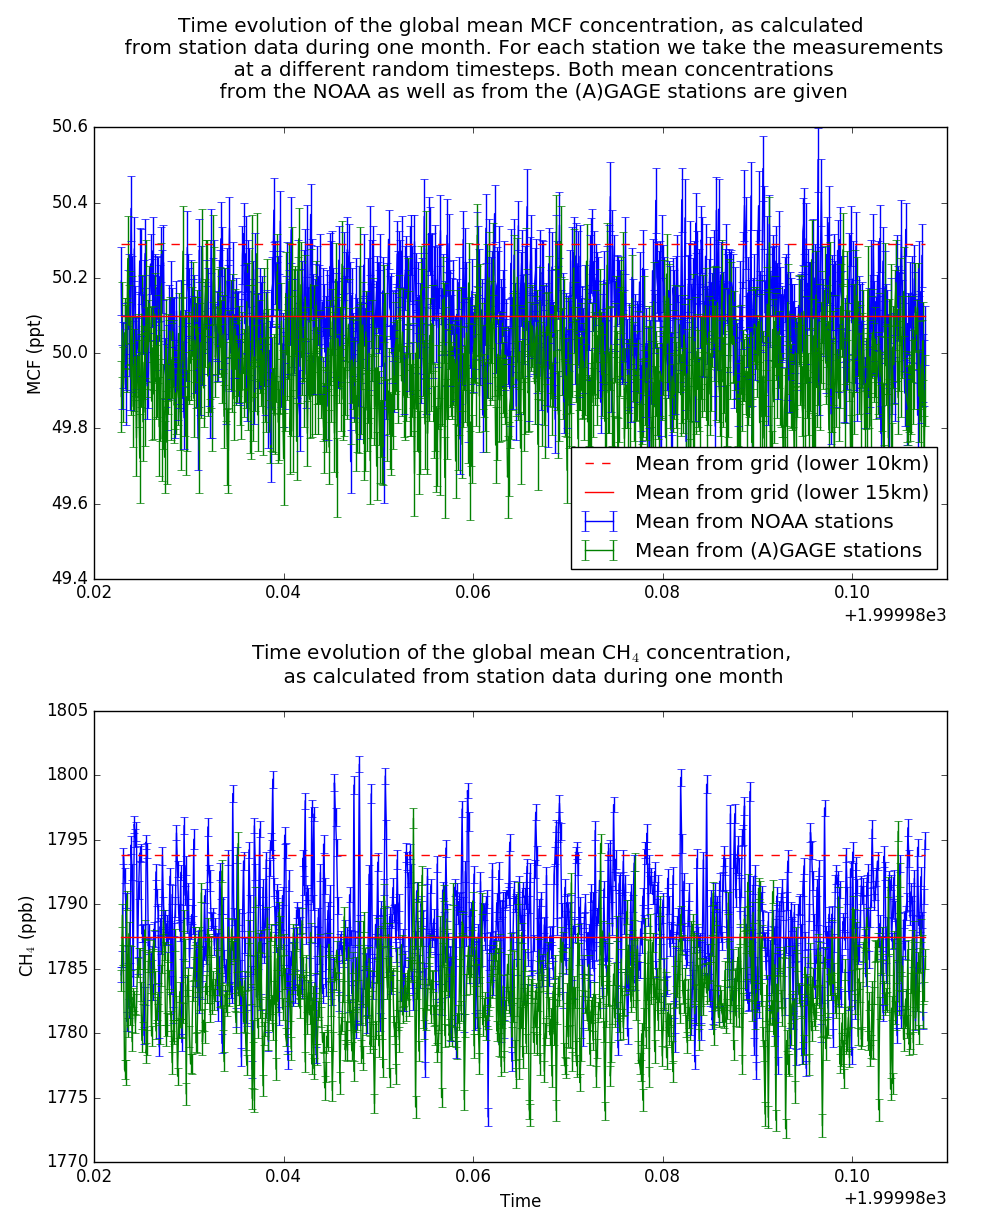 Time evolution of the global mean MCF concentration, as calculated
from station data during one month. For each station we take the measurements
at a different random timesteps. Both mean concentrations
from the NOAA as well as from the (A)GAGE stations are given
50.6
50.4
50.2
50.0
49.8
49.6
49.4
MCF (ppt)
Mean from grid (lower 10km)
Mean from grid (lower 15km)
Mean from NOAA stations
Mean from (A)GAGE stations
0.02 0.04 0.06 0.08 0.10
+1.99998e3
Time evolution of the global mean CH₄ concentration,
as calculated from station data during one month
1805
1800
1795
1790
1785
1780
1775
1770
CH₄ (ppb)
0.02 0.04 0.06 0.08 0.10
Time
+1.99998e3